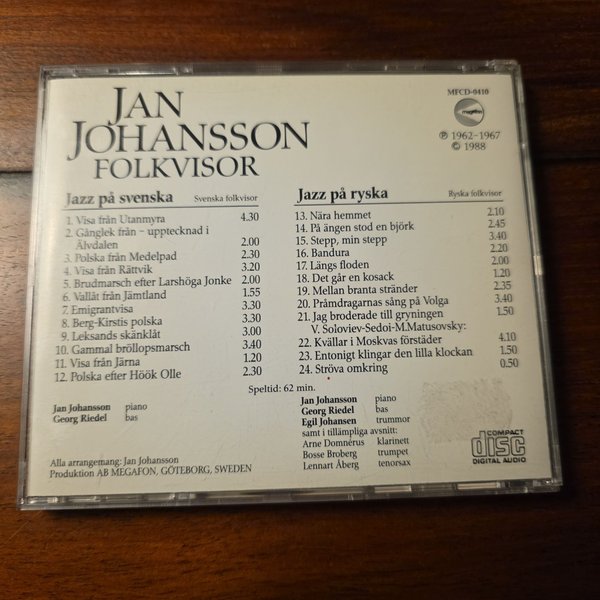 JAN
JOHANSSON
FOLKVISOR
MFCD-0410
megafon
℗ 1962–1967
© 1988
Jazz på svenska Svenska folkvisor
1. Visa från Utanmyra 4.30
2. Gånglek från – upptecknad i
Älvdalen 2.00
3. Polska från Medelpad 2.30
4. Visa från Rättvik 3.20
5. Brudmarsch efter Larshöga Jonke 2.00
6. Vallåt från Jämtland 1.55
7. Emigrantvisa 3.30
8. Berg-Kirstis polska 3.30
9. Leksands skänklåt 3.00
10. Gammal bröllopsmarsch 3.40
11. Visa från Järna 1.20
12. Polska efter Höök Olle 2.30
Jazz på ryska Ryska folkvisor
13. Nära hemmet 2.10
14. På ängen stod en björk 2.45
15. Stepp, min stepp 3.40
16. Bandura 2.20
17. Längs floden 2.00
18. Det går en kosack 1.20
19. Mellan branta stränder 2.35
20. Pråmdragarnas sång på Volga 3.40
21. Jag broderade till gryningen 1.50
V. Soloviev-Sedoi-M.Matusovsky:
22. Kvällar i Moskvas förstäder 4.10
23. Entonigt klingar den lilla klockan 1.50
24. Ströva omkring 0.50
Speltid: 62 min.
Jan Johansson piano
Georg Riedel bas
Jan Johansson piano
Georg Riedel bas
Egil Johansen trummor
samt i tillämpliga avsnitt:
Arne Domnérus klarinett
Bosse Broberg trumpet
Lennart Åberg tenorsax
Alla arrangemang: Jan Johansson
Produktion AB MEGAFON, GÖTEBORG, SWEDEN
COMPACT
disc
DIGITAL AUDIO